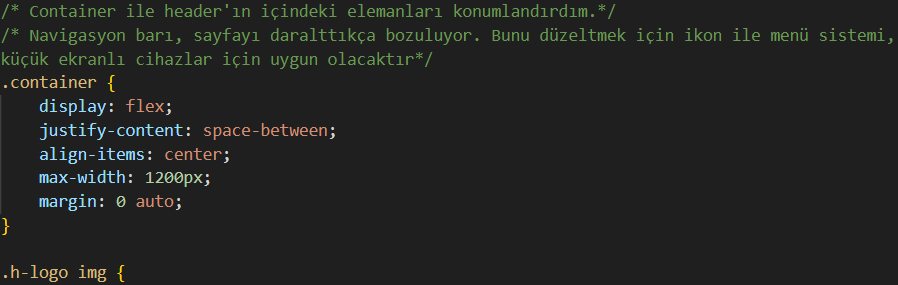 /* Container ile header'ın içindeki elemanları konumlandırdım.*/
/* Navigasyon barı, sayfayı daralttıkça bozuluyor. Bunu düzeltmek için ikon ile menü sistemi,
küçük ekranlı cihazlar için uygun olacaktır*/
.container {
    display: flex;
    justify-content: space-between;
    align-items: center;
    max-width: 1200px;
    margin: 0 auto;
}
.h-logo img {